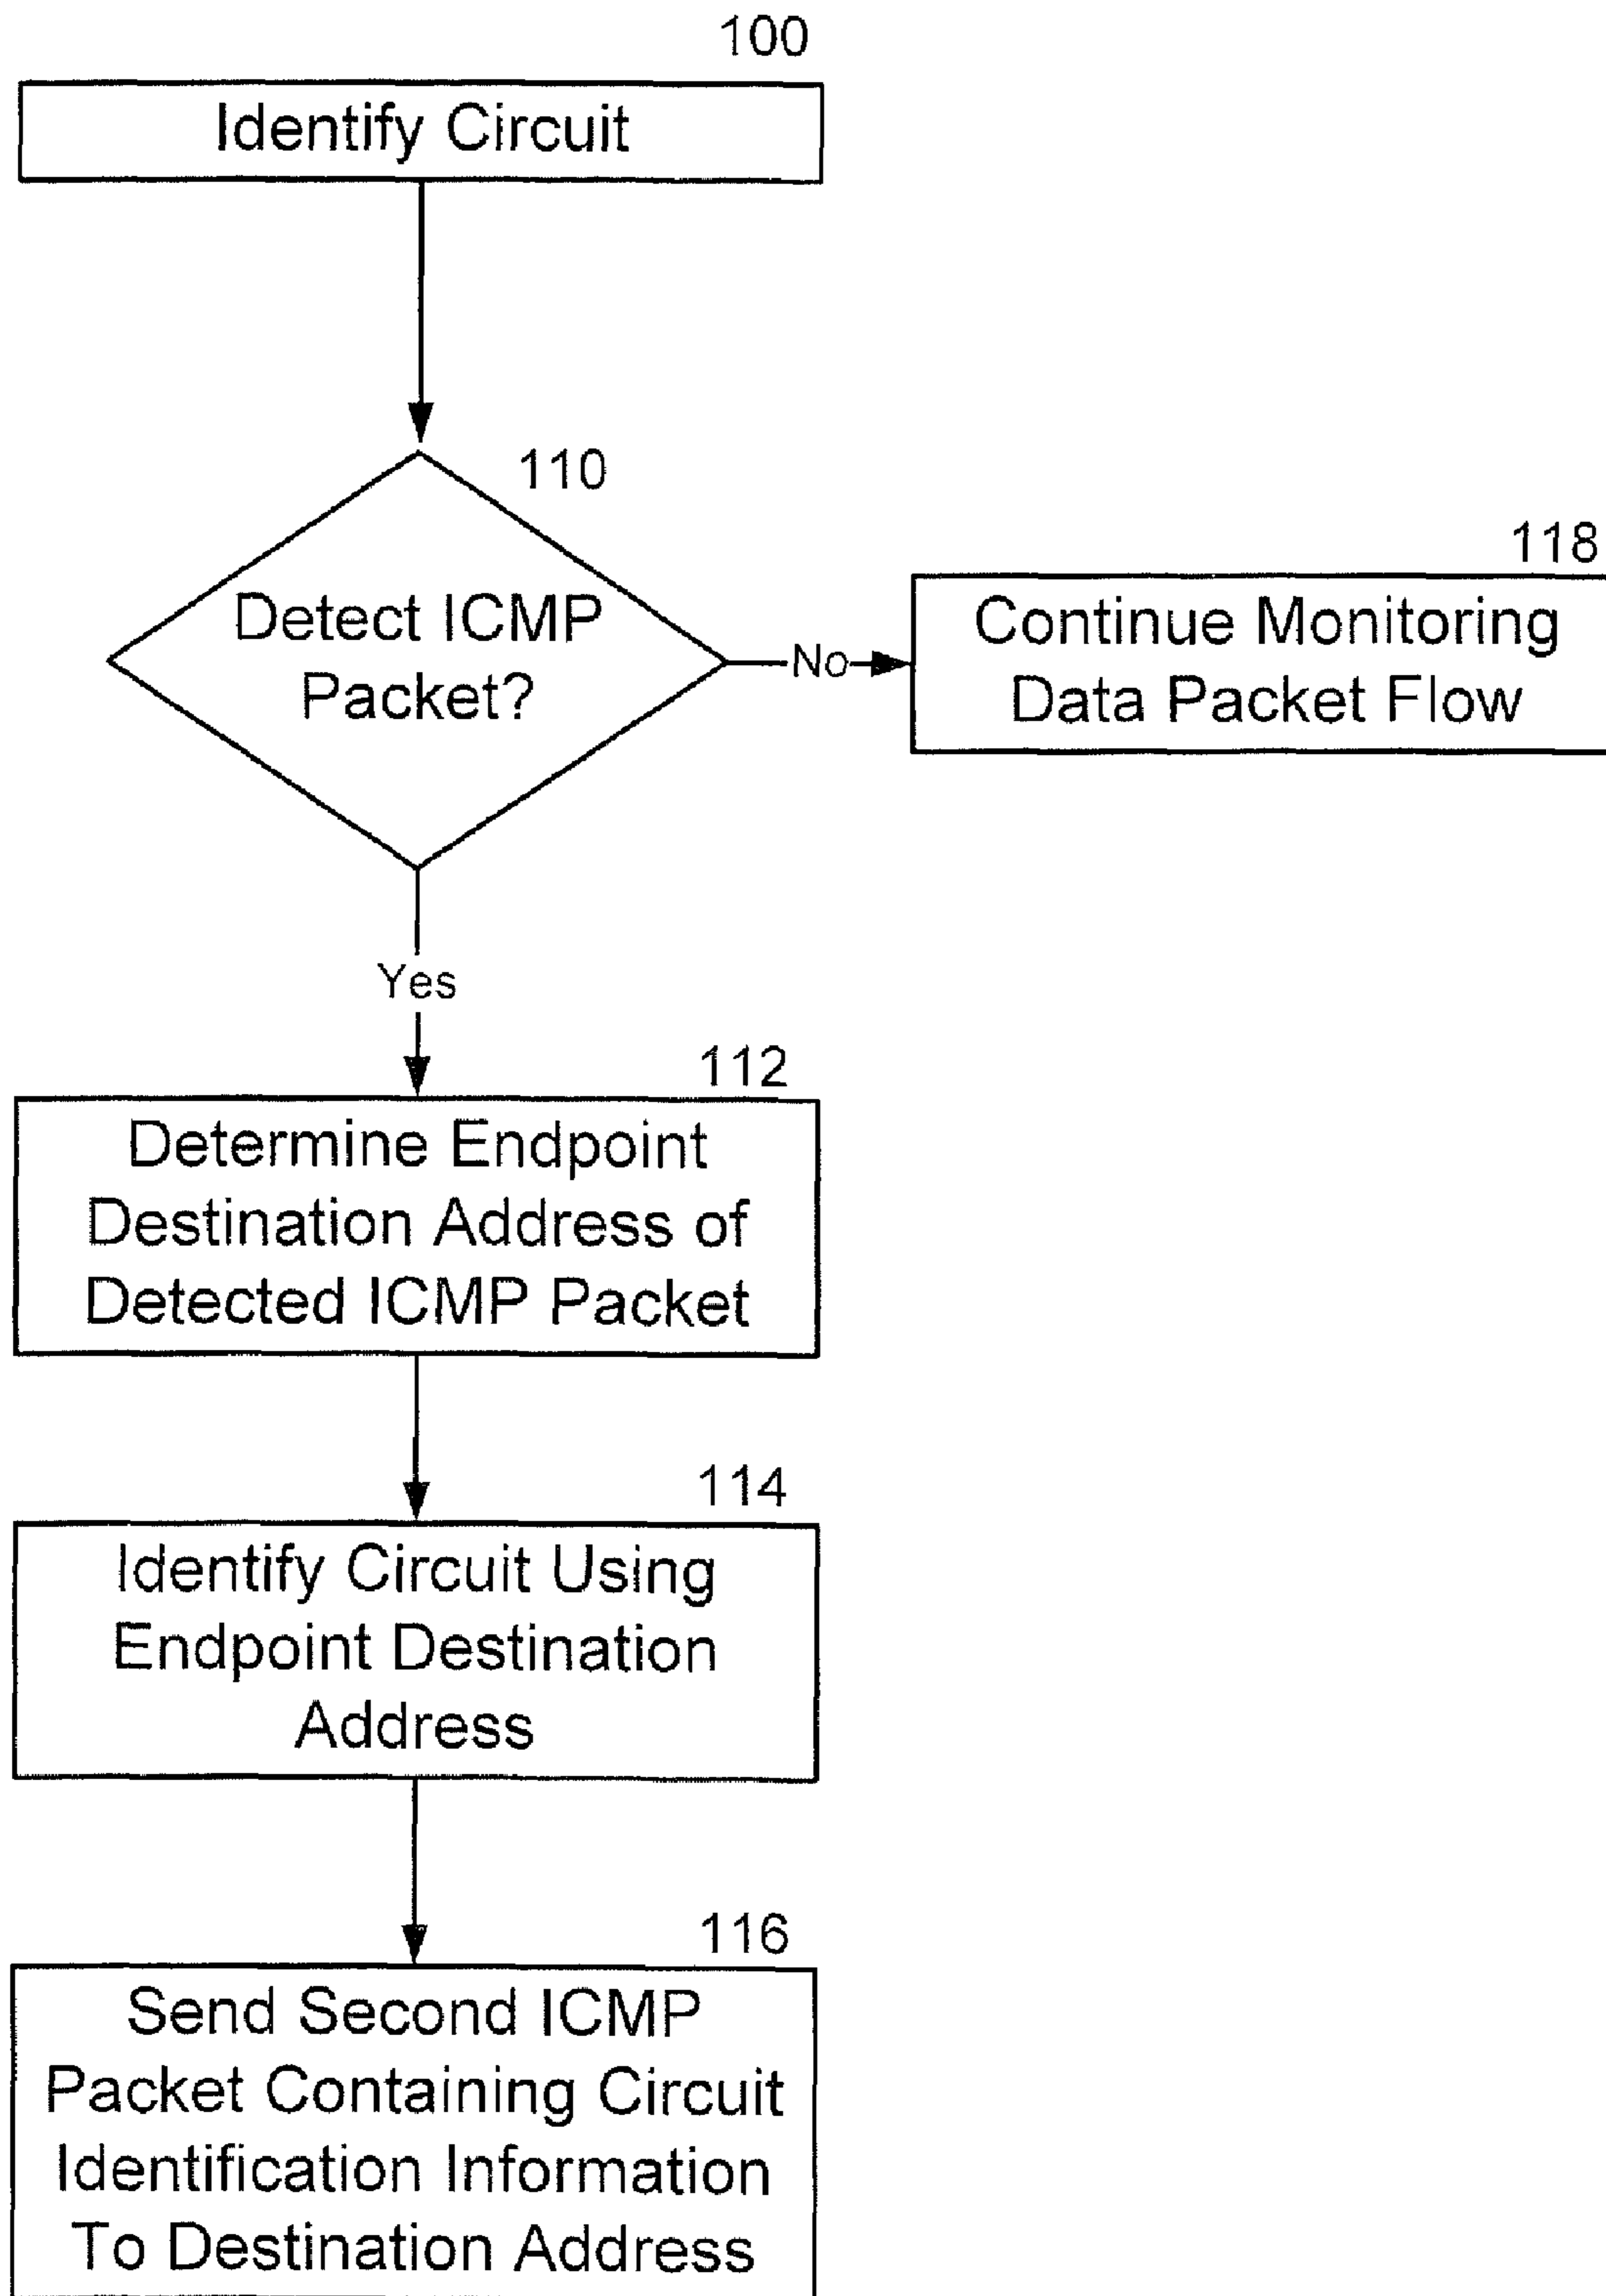 100
Identify Circuit
110
Detect ICMP
Packet?
No
118
Continue Monitoring
Data Packet Flow
Yes
112
Determine Endpoint
Destination Address of
Detected ICMP Packet
114
Identify Circuit Using
Endpoint Destination
Address
116
Send Second ICMP
Packet Containing Circuit
Identification Information
To Destination Address